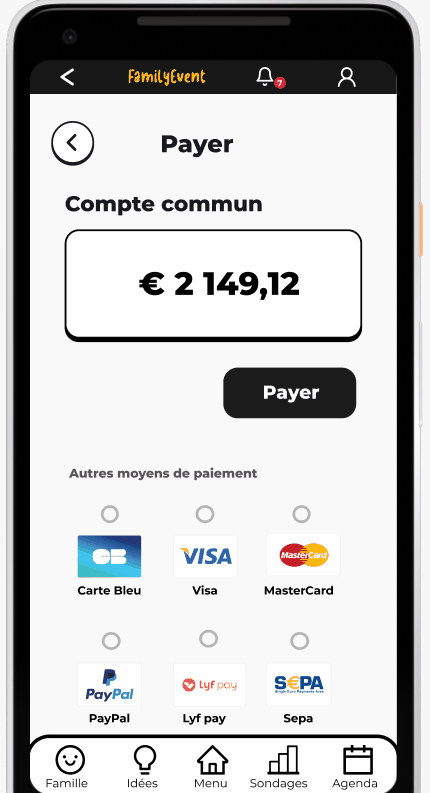 FamilyEvent
7
Payer
Compte commun
€ 2 149,12
Payer
Autres moyens de paiement
CB
VISA
MasterCard
Carte Bleu
Visa
MasterCard
PayPal
lyf pay
SEPA
Single Euro Payments Area
PayPal
Lyf pay
Sepa
Famille
Idées
Menu
Sondages
Agenda